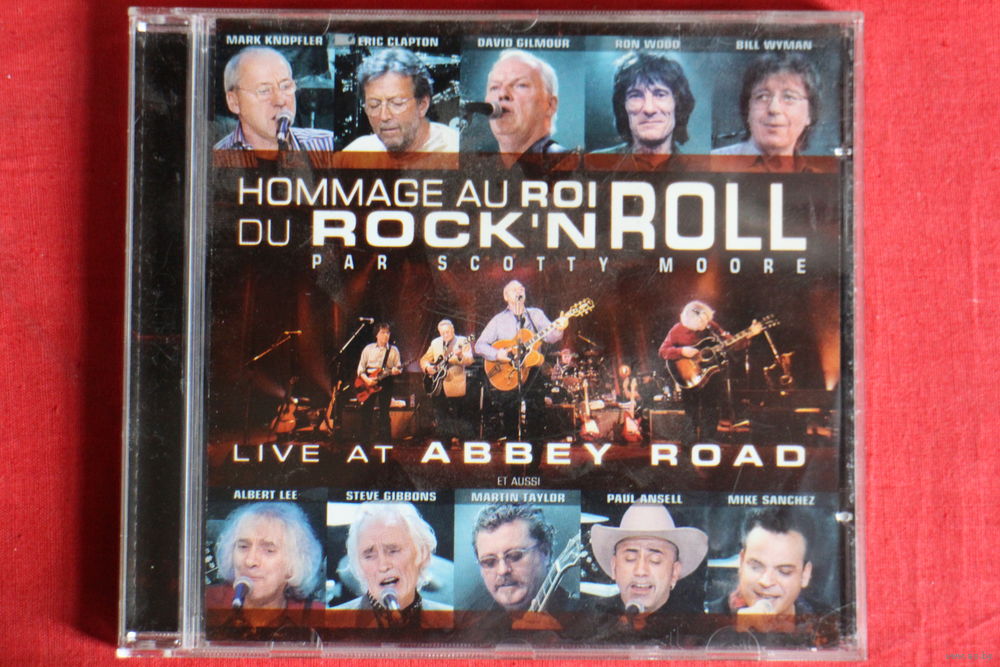 MARK KNOPFLER ERIC CLAPTON DAVID GILMOUR RON WOOD BILL WYMAN
HOMMAGE AU ROI
DU ROCK'N ROLL
PAR SCOTTY MOORE
LIVE AT ABBEY ROAD
ET AUSSI
ALBERT LEE STEVE GIBBONS MARTIN TAYLOR PAUL ANSELL MIKE SANCHEZ